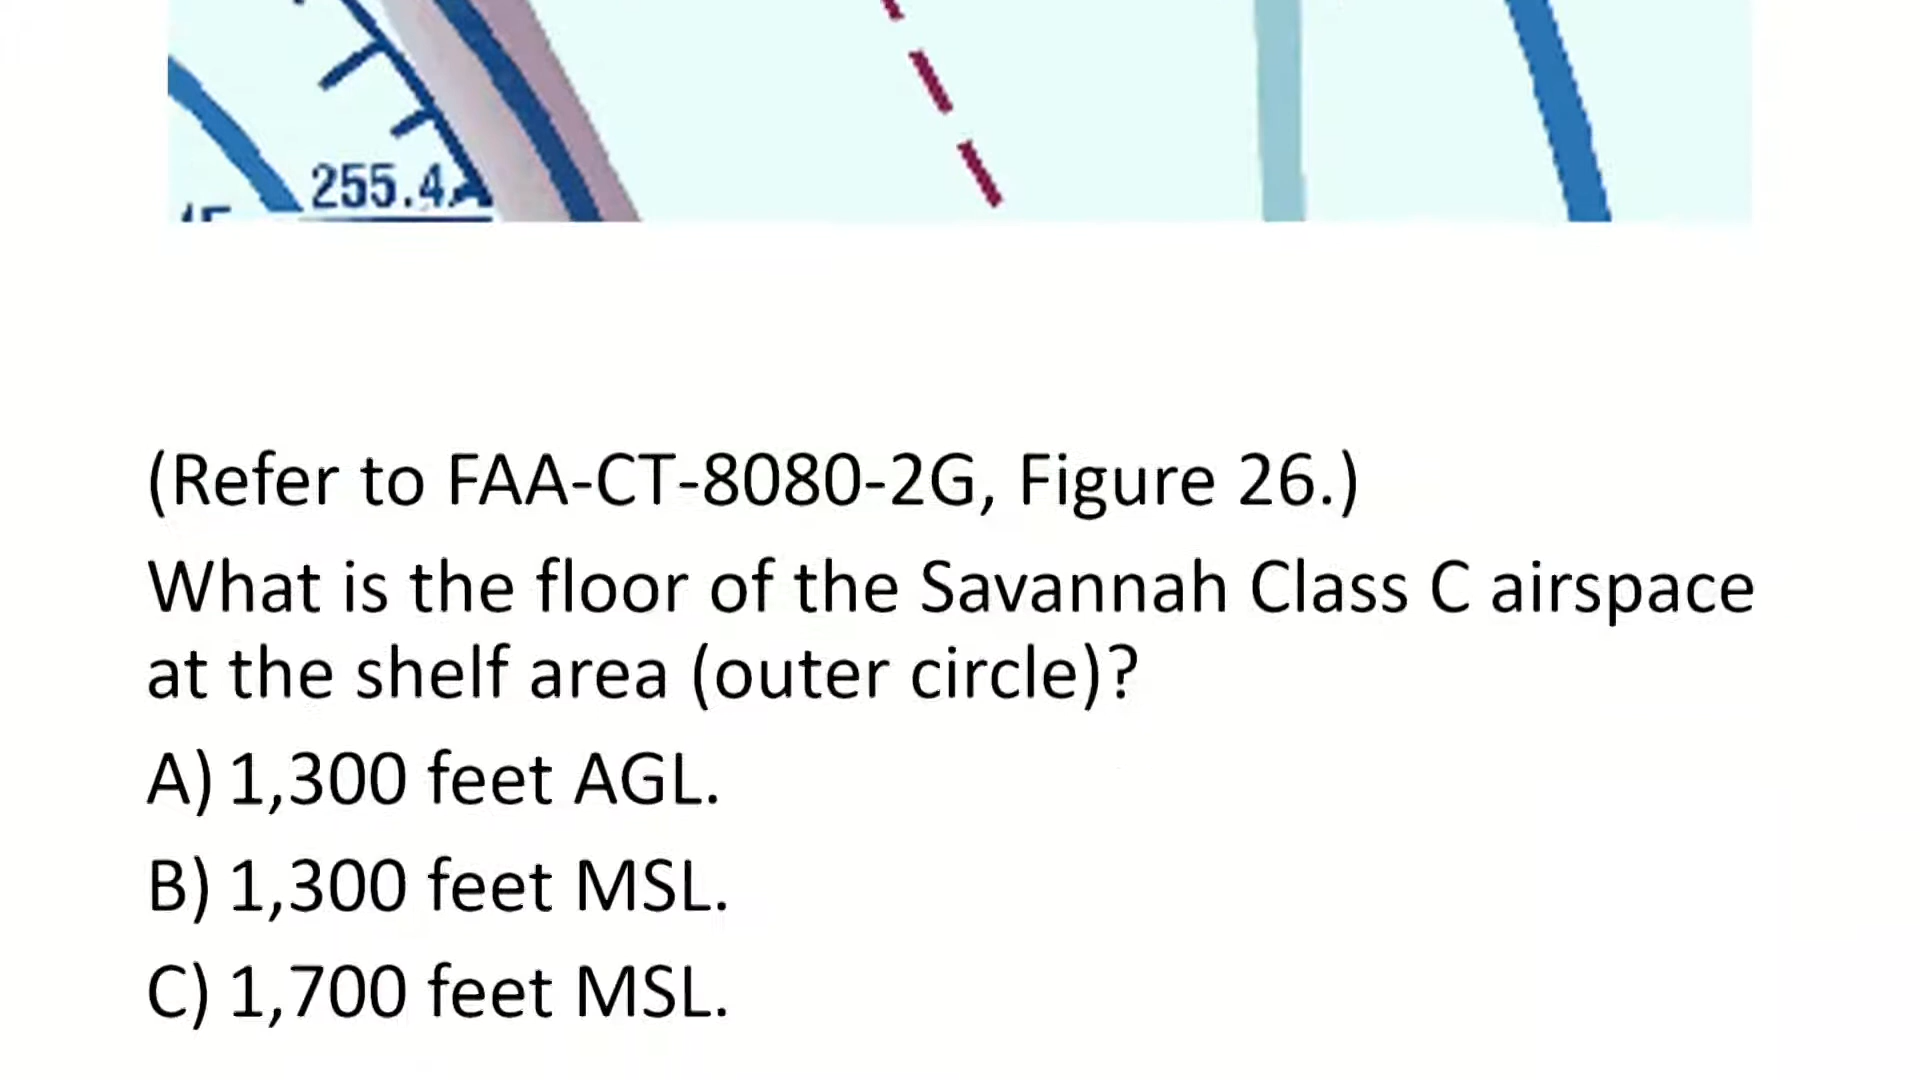 255.4
(Refer to FAA-CT-8080-2G, Figure 26.)
What is the floor of the Savannah Class C airspace
at the shelf area (outer circle)?
A) 1,300 feet AGL.
B) 1,300 feet MSL.
C) 1,700 feet MSL.